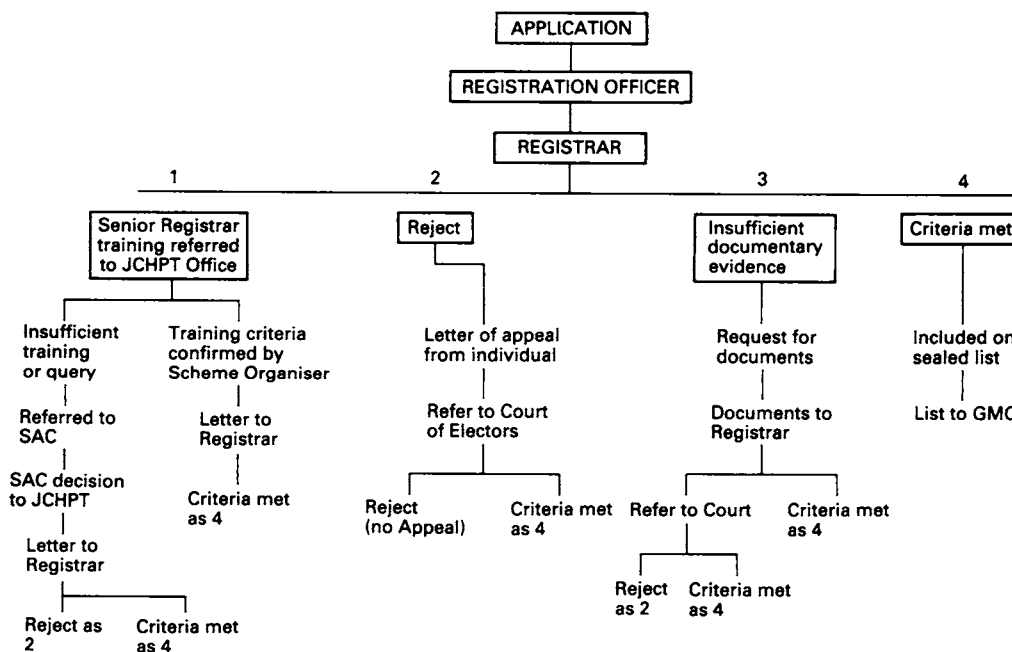 APPLICATION
REGISTRATION OFFICER
REGISTRAR
1
2
3
4
Senior Registrar
training referred
to JCHPT Office
Insufficient
training
or query
Referred to
SAC
SAC decision
to JCHPT
Letter to
Registrar
Reject as
2
Criteria met
as 4
Training criteria
confirmed by
Scheme Organiser
Letter to
Registrar
Criteria met
as 4
Reject
Letter of appeal
from individual
Refer to Court
of Electors
Reject
(no Appeal)
Criteria met
as 4
Insufficient
documentary
evidence
Request for
documents
Documents to
Registrar
Refer to Court
Reject
as 2
Criteria met
as 4
Criteria met
as 4
Criteria met
Included on
sealed list
List to GMC